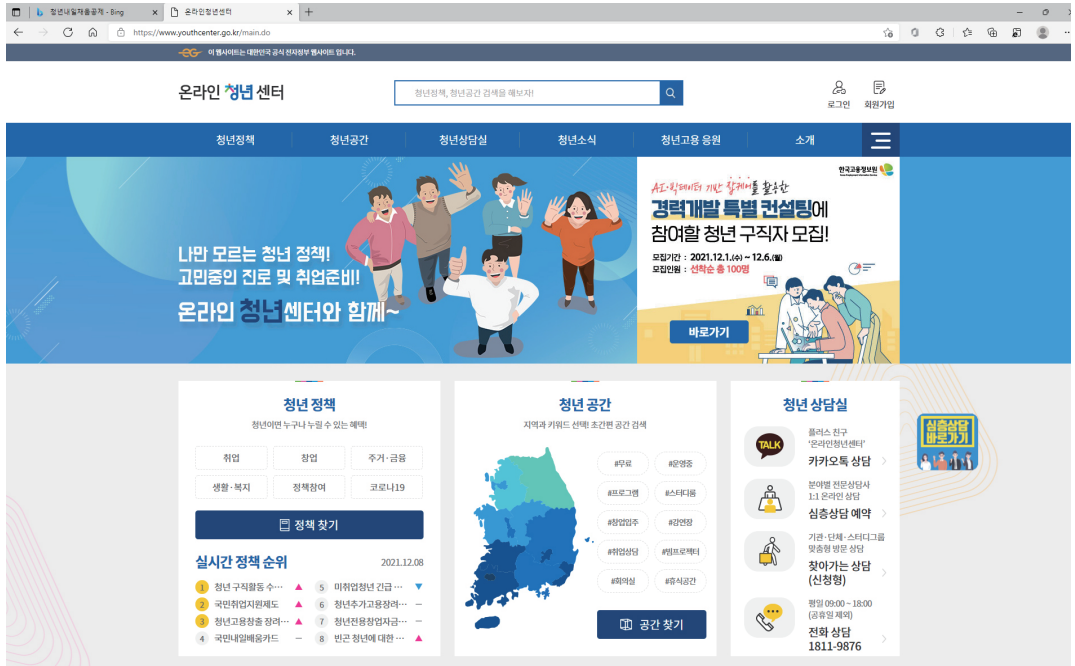 청년내일채움공제 - Bing
온라인청년센터
https://www.youthcenter.go.kr/main.do
이 웹사이트는 대한민국 공식 전자정부 웹사이트 입니다.
온라인 청년 센터
청년정책, 청년공간 검색을 해보자!
로그인 회원가입
청년정책 청년공간 청년상담실 청년소식 청년고용 응원 소개
나만 모르는 청년 정책!
고민중인 진로 및 취업준비!!
온라인 청년센터와 함께~
한국고용정보원
AI·빅데이터 기반 잡케어를 활용한
경력개발 특별 컨설팅에
참여할 청년 구직자 모집!
모집기간 : 2021.12.1.(수) ~ 12.6.(월)
모집인원 : 선착순 총 100명
바로가기
청년 정책
청년이면 누구나 누릴 수 있는 혜택!
취업 창업 주거·금융
생활·복지 정책참여 코로나19
정책 찾기
실시간 정책 순위 2021.12.08
1 청년 구직활동 수… ▲
2 국민취업지원제도 ▲
3 청년고용창출 장려… ▲
4 국민내일배움카드 –
5 미취업청년 긴급 … ▼
6 청년추가고용장려… –
7 청년전용창업자금… –
8 빈곤 청년에 대한 … ▲
청년 공간
지역과 키워드 선택! 초간편 공간 검색
#무료 #운영중
#프로그램 #스터디룸
#창업입주 #강연장
#취업상담 #빔프로젝터
#회의실 #휴식공간
공간 찾기
청년 상담실
TALK
플러스 친구
'온라인청년센터'
카카오톡 상담
분야별 전문상담사
1:1 온라인 상담
심층상담 예약
기관·단체·스터디그룹
맞춤형 방문 상담
찾아가는 상담
(신청형)
평일 09:00 ~ 18:00
(공휴일 제외)
전화 상담
1811-9876
심층상담
바로가기